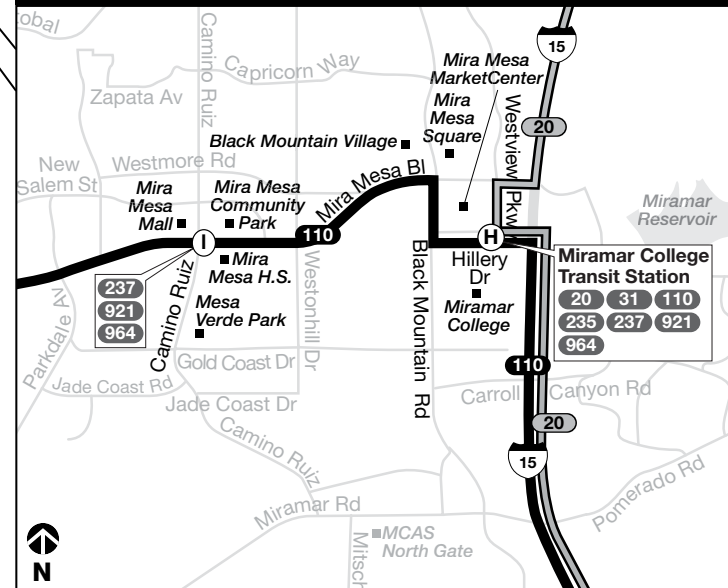 obal
Camino Ruiz
Capricorn Way
Zapata Av
15
Mira Mesa
MarketCenter
Mira
Mesa
Square
Westview Pkwy
20
Black Mountain Village
New
Salem St
Westmore Rd
Mira Mesa Bl
Mira
Mesa
Mall
Mira Mesa
Community
Park
110
I
H
Miramar
Reservoir
Mira
Mesa H.S.
Hillery
Dr
Miramar College
Transit Station
20 31 110
235 237 921
964
237
921
964
Camino Ruiz
Mesa
Verde Park
Westonhill Dr
Black Mountain Rd
Miramar
College
Parkdale Av
Gold Coast Dr
110
Jade Coast Rd
Jade Coast Dr
Carroll Canyon Rd
20
Camino Ruiz
15
Miramar Rd
Pomerado Rd
MCAS
North Gate
Mitsch
N